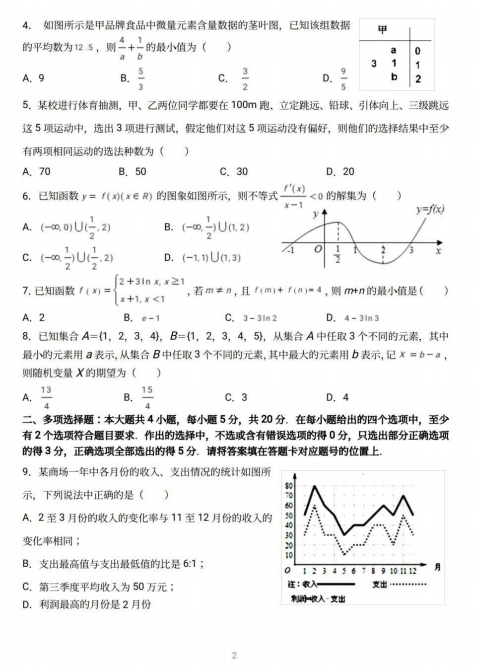 4. 如图所示是甲品牌食品中微量元素含量数据的茎叶图，已知该组数据
的平均数为12.5，则 4/a + 1/b 的最小值为（ ）
A. 9 B. 5/3 C. 3/2 D. 9/5
甲
a 0
3 1 1
b 2
5. 某校进行体育抽测，甲、乙两位同学都要在 100m 跑、立定跳远、铅球、引体向上、三级跳远
这 5 项运动中，选出 3 项进行测试，假定他们对这 5 项运动没有偏好，则他们的选择结果中至少
有两项相同运动的选法种数为（ ）
A. 70 B. 50 C. 30 D. 20
6. 已知函数 y = f(x)(x∈R) 的图象如图所示，则不等式 f′(x)/(x−1) <0 的解集为（ ）
A. (−∞, 0)∪(1/2, 2) B. (−∞, 1/2)∪(1, 2)
C. (−∞, 1/2)∪(1/2, 2) D. (−1, 1)∪(1, 3)
y y=f(x)
-1 O 1/2 1 2 3 x
7. 已知函数 f(x) = {2+3ln x, x≥1
x+1, x<1 ，若 m≠n，且 f(m)+f(n)=4，则 m+n 的最小值是（ ）
A. 2 B. e−1 C. 3−3ln2 D. 4−3ln3
8. 已知集合 A={1, 2, 3, 4}，B={1, 2, 3, 4, 5}，从集合 A 中任取 3 个不同的元素，其中
最小的元素用 a 表示,从集合 B 中任取 3 个不同的元素,其中最大的元素用 b 表示,记 X = b−a，
则随机变量 X 的期望为（ ）
A. 13/4 B. 15/4 C. 3 D. 4
二、多项选择题：本大题共 4 小题，每小题 5 分，共 20 分．在每小题给出的四个选项中，至少
有 2 个选项符合题目要求．作出的选择中，不选或含有错误选项的得 0 分，只选出部分正确选项
的得 3 分，正确选项全部选出的得 5 分．请将答案填在答题卡对应题号的位置上．
9. 某商场一年中各月份的收入、支出情况的统计如图所
示，下列说法中正确的是（ ）
A. 2 至 3 月份的收入的变化率与 11 至 12 月份的收入的
变化率相同；
B. 支出最高值与支出最低值的比是 6:1；
C. 第三季度平均收入为 50 万元；
D. 利润最高的月份是 2 月份
80
70
60
50
40
30
20
10
O 1 2 3 4 5 6 7 8 9 10 11 12 月
注：收入 支出
利润=收入−支出
2